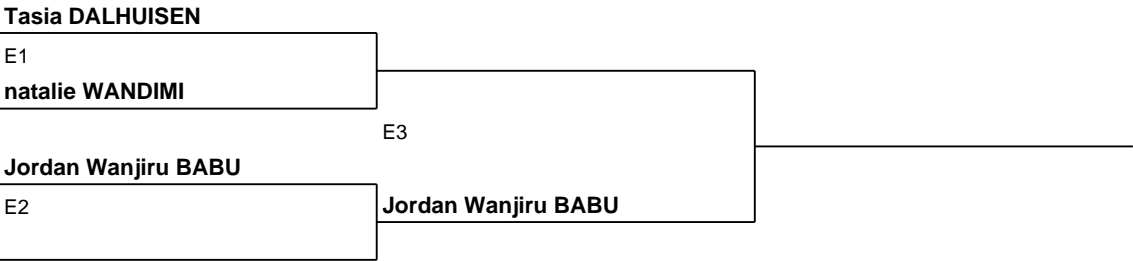 Tasia DALHUISEN
E1
natalie WANDIMI
E3
Jordan Wanjiru BABU
E2
Jordan Wanjiru BABU